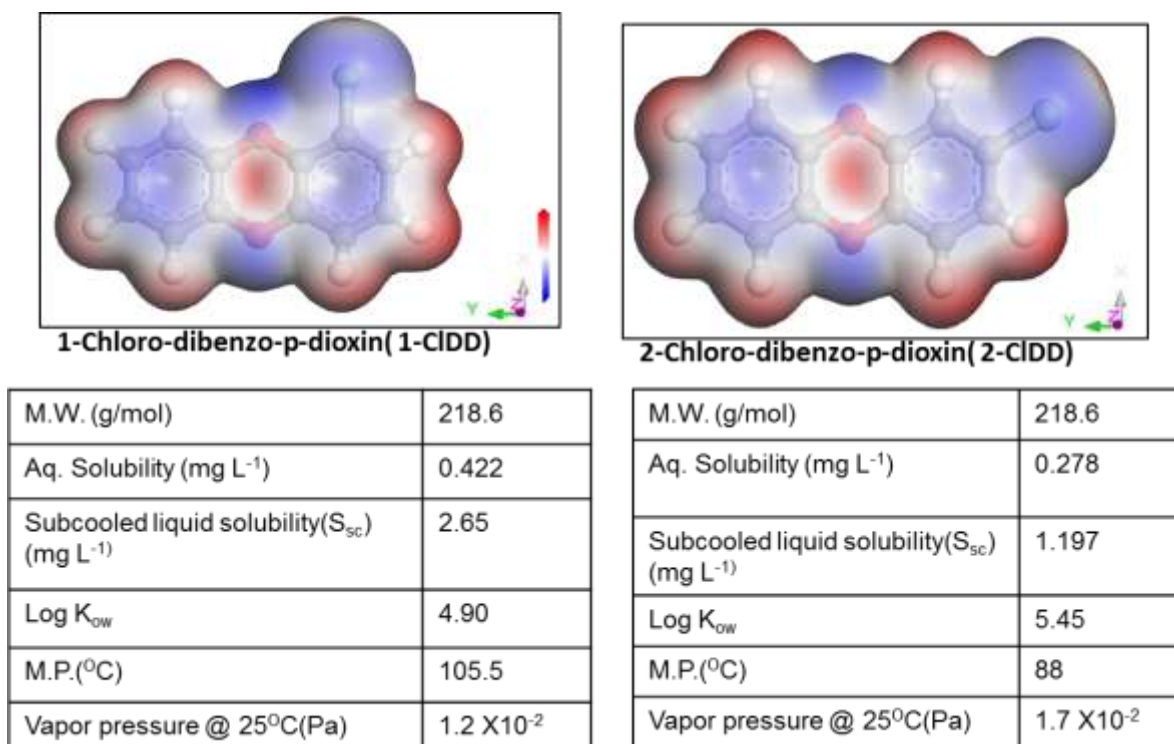 1-Chloro-dibenzo-p-dioxin( 1-ClDD)
M.W. (g/mol) 218.6
Aq. Solubility (mg L-1) 0.422
Subcooled liquid solubility(Ssc) 2.65
(mg L-1)
Log Kow 4.90
M.P.(OC) 105.5
Vapor pressure @ 25OC(Pa) 1.2 X10-2
2-Chloro-dibenzo-p-dioxin( 2-ClDD)
M.W. (g/mol) 218.6
Aq. Solubility (mg L-1) 0.278
Subcooled liquid solubility(Ssc) 1.197
(mg L-1)
Log Kow 5.45
M.P.(OC) 88
Vapor pressure @ 25OC(Pa) 1.7 X10-2
Y
Z
Y
X